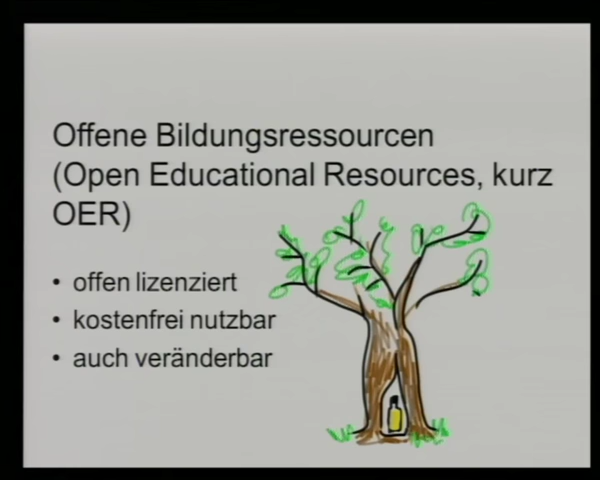 Offene Bildungsressourcen
(Open Educational Resources, kurz
OER)
• offen lizenziert
• kostenfrei nutzbar
• auch veränderbar